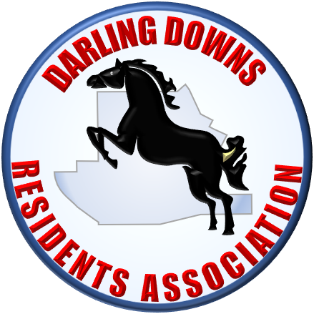 DARLING DOWNS
RESIDENTS ASSOCIATION